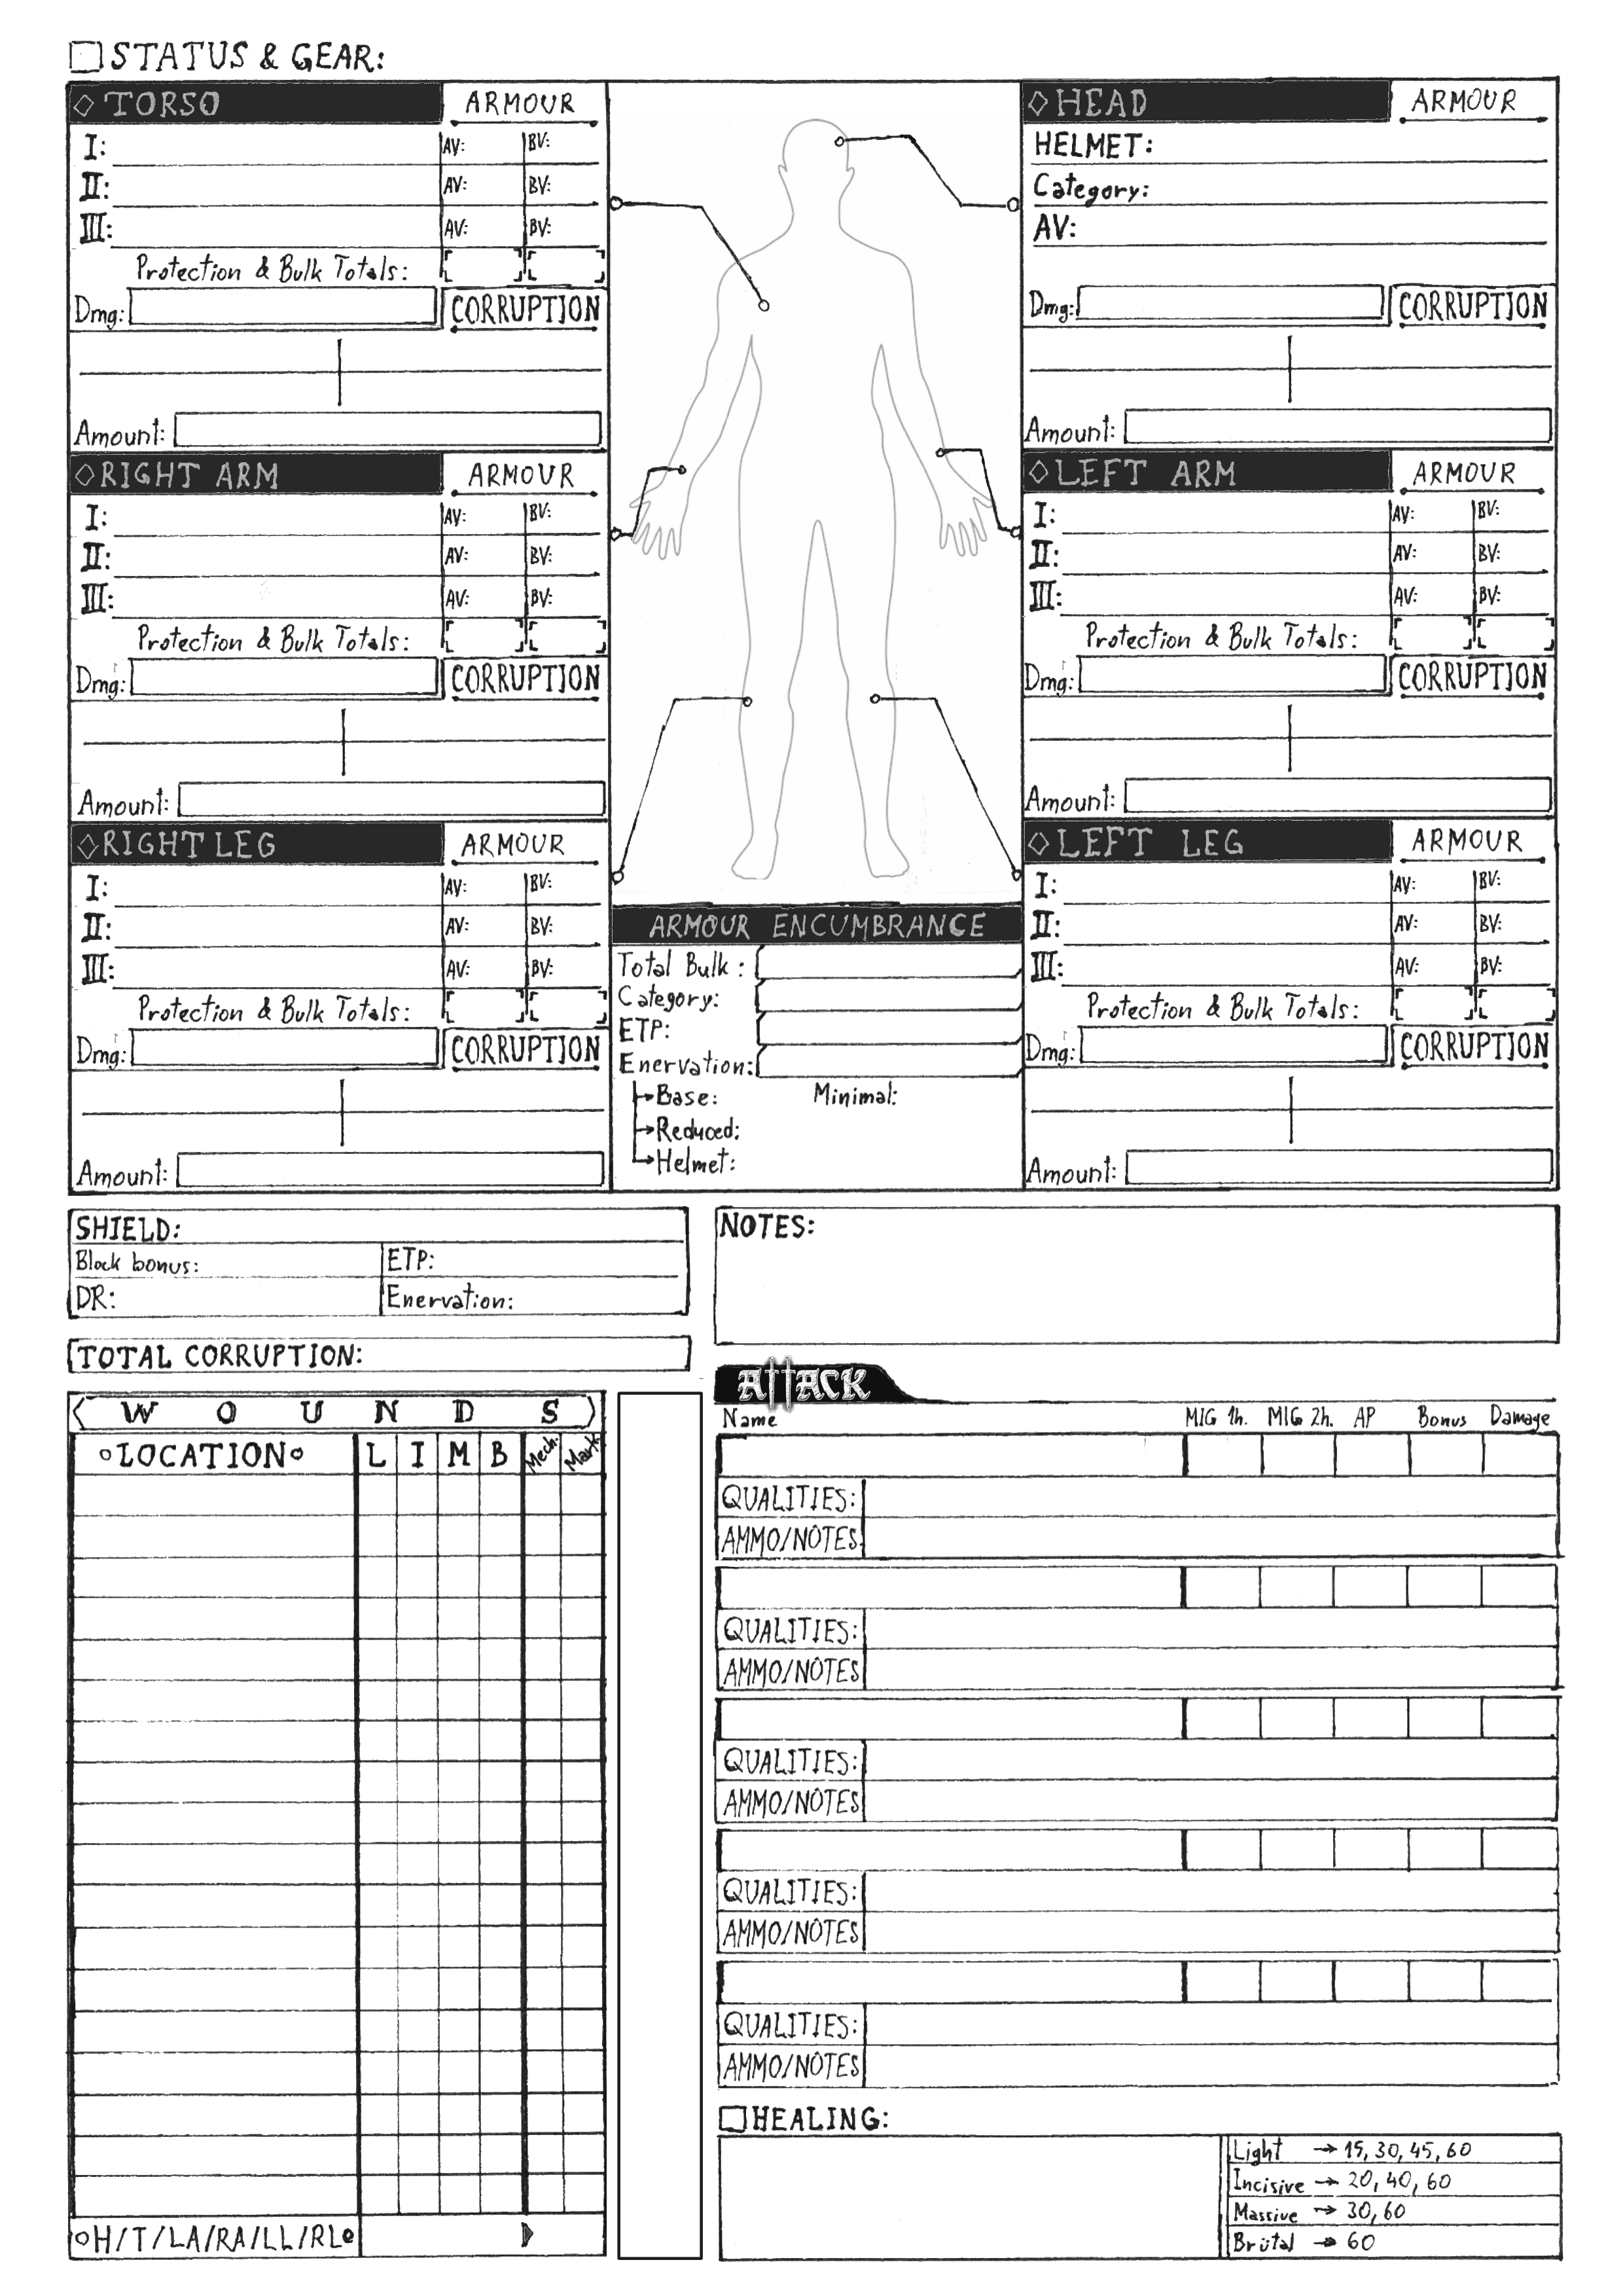 STATUS & GEAR:
TORSO ARMOUR
I: AV: BV:
II: AV: BV:
III: AV: BV:
Protection & Bulk Totals:
Dmg: CORRUPTION
Amount:
RIGHT ARM ARMOUR
I: AV: BV:
II: AV: BV:
III: AV: BV:
Protection & Bulk Totals:
Dmg: CORRUPTION
Amount:
RIGHT LEG ARMOUR
I: AV: BV:
II: AV: BV:
III: AV: BV:
Protection & Bulk Totals:
Dmg: CORRUPTION
Amount:
ARMOUR ENCUMBRANCE
Total Bulk:
Category:
ETP:
Enervation:
Base: Minimal:
Reduced:
Helmet:
HEAD ARMOUR
HELMET:
Category:
AV:
Dmg: CORRUPTION
Amount:
LEFT ARM ARMOUR
I: AV: BV:
II: AV: BV:
III: AV: BV:
Protection & Bulk Totals:
Dmg: CORRUPTION
Amount:
LEFT LEG ARMOUR
I: AV: BV:
II: AV: BV:
III: AV: BV:
Protection & Bulk Totals:
Dmg: CORRUPTION
Amount:
SHIELD:
Block bonus: ETP:
DR: Enervation:
TOTAL CORRUPTION:
WOUNDS
LOCATION L I M B Mech. Mark
H/T/LA/RA/LL/RL
NOTES:
ATTACK
Name MIG 1h. MIG 2h. AP Bonus Damage
QUALITIES:
AMMO/NOTES
QUALITIES:
AMMO/NOTES
QUALITIES:
AMMO/NOTES
QUALITIES:
AMMO/NOTES
QUALITIES:
AMMO/NOTES
HEALING:
Light → 15, 30, 45, 60
Incisive → 20, 40, 60
Massive → 30, 60
Brutal → 60